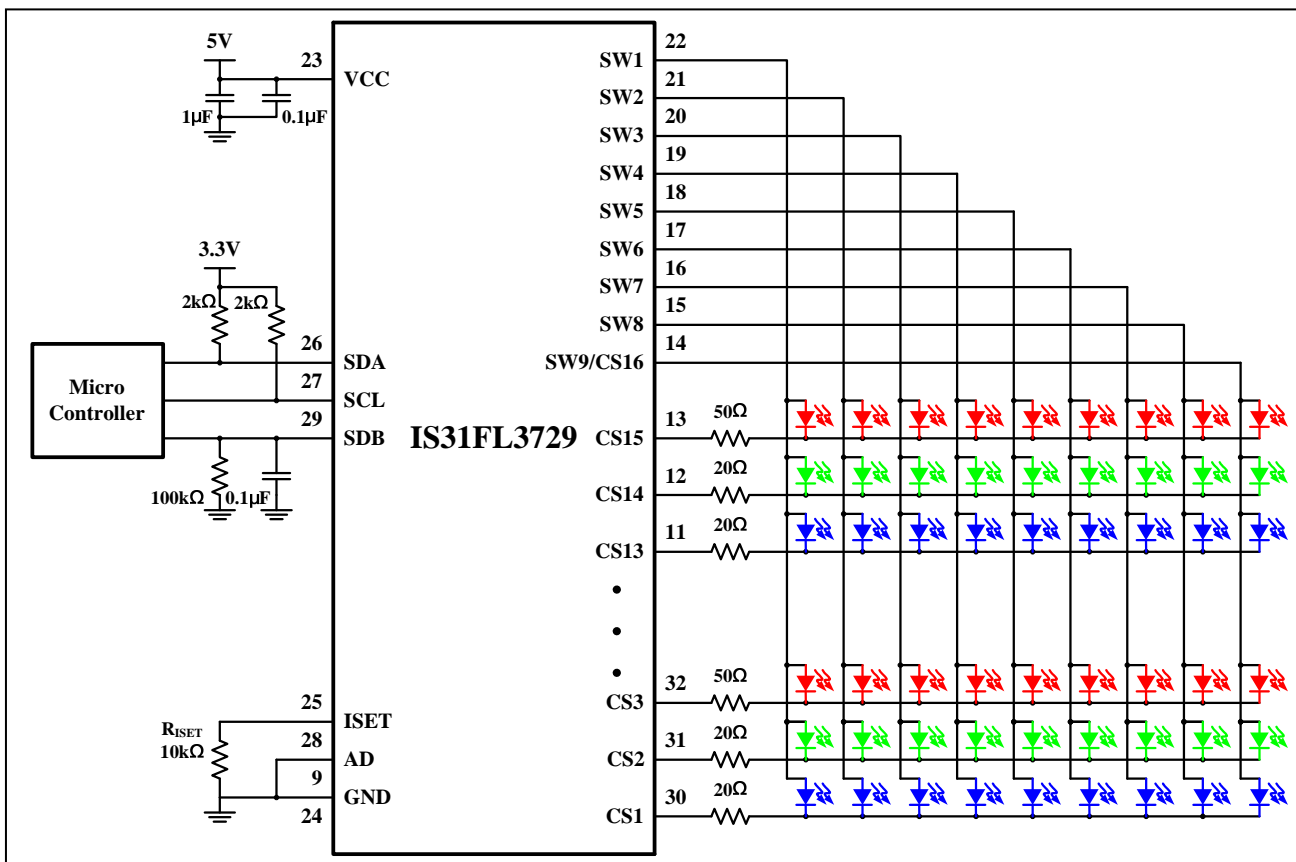 5V
23
VCC
1µF
0.1µF
3.3V
2kΩ
2kΩ
Micro
Controller
26
SDA
27
SCL
29
SDB
100kΩ
0.1µF
IS31FL3729
25
ISET
R_ISET
10kΩ
28
AD
9
GND
24
22
SW1
21
SW2
20
SW3
19
SW4
18
SW5
17
SW6
16
SW7
15
SW8
14
SW9/CS16
13
50Ω
CS15
12
20Ω
CS14
11
20Ω
CS13
32
50Ω
CS3
31
20Ω
CS2
30
20Ω
CS1